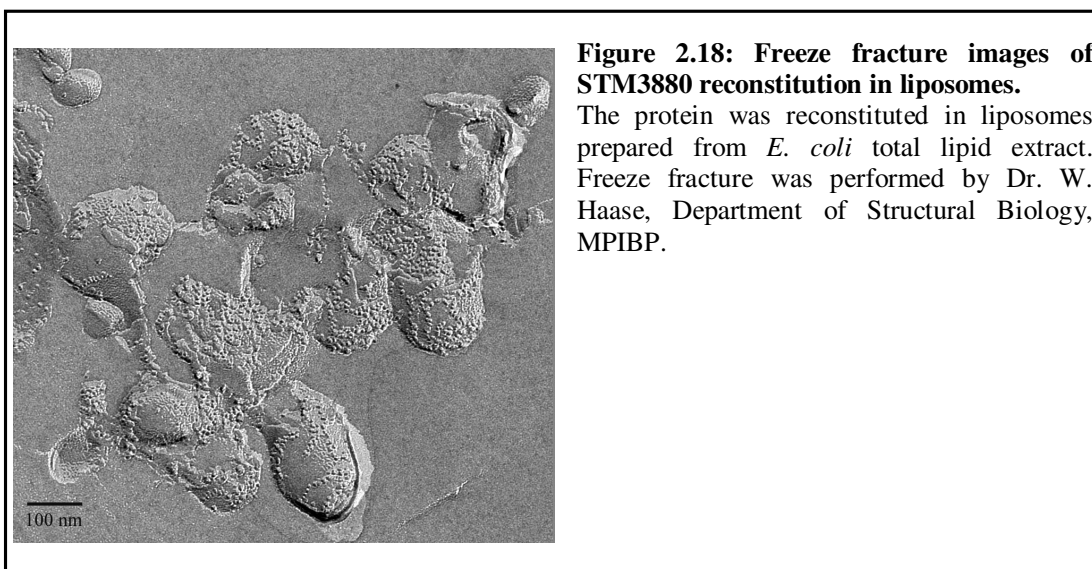 Figure 2.18: Freeze fracture images of
STM3880 reconstitution in liposomes.
The protein was reconstituted in liposomes
prepared from E. coli total lipid extract.
Freeze fracture was performed by Dr. W.
Haase, Department of Structural Biology,
MPIBP.
100 nm